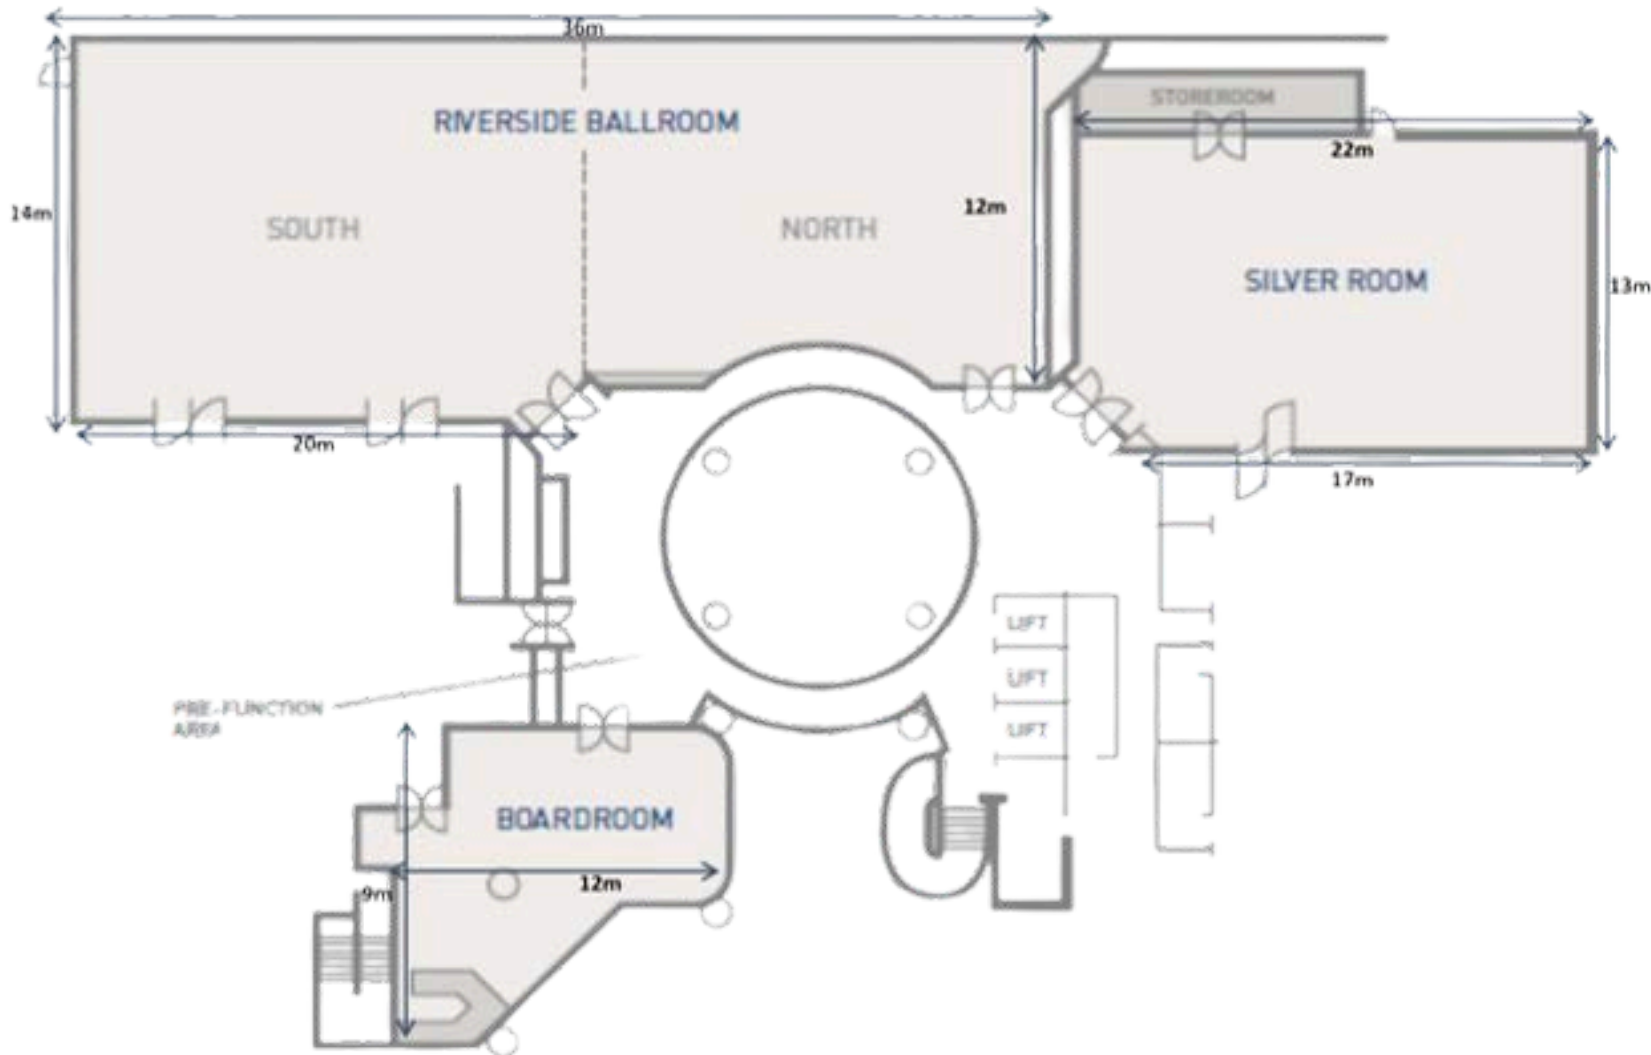 36m
RIVERSIDE BALLROOM
STOREROOM
22m
14m
SOUTH
NORTH
12m
SILVER ROOM
13m
20m
17m
LIFT
LIFT
LIFT
PRE-FUNCTION
AREA
BOARDROOM
12m
9m